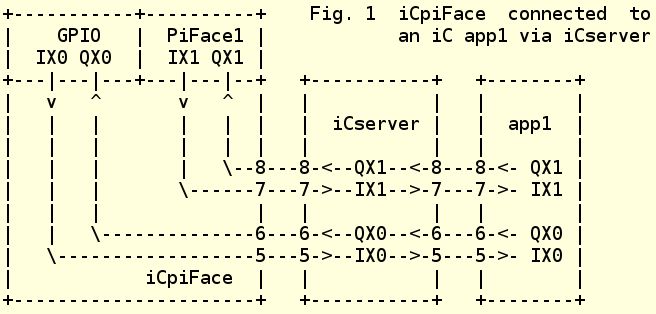 +-----------------+----------+    Fig. 1  iCpiFace  connected  to
|    GPIO   | PiFace1 |            an iC app1 via iCserver
|  IX0 QX0  | IX1 QX1 |
+---|---|---+---|---|--+ +-----------+ +--------+
|   v   ^       v   ^  | |           | |        |
|   |   |       |   |  | |  iCserver | |  app1  |
|   |   |       |   |  | |           | |        |
|   |   |       |   \--8---8-<--QX1--<-8---8-<- QX1 |
|   |   |       \------7---7->--IX1-->-7---7->- IX1 |
|   |   |              | |           | |        |
|   |   \--------------6---6-<--QX0--<-6---6-<- QX0 |
|   \------------------5---5->--IX0-->-5---5->- IX0 |
|            iCpiFace  | |           | |        |
+----------------------+ +-----------+ +--------+